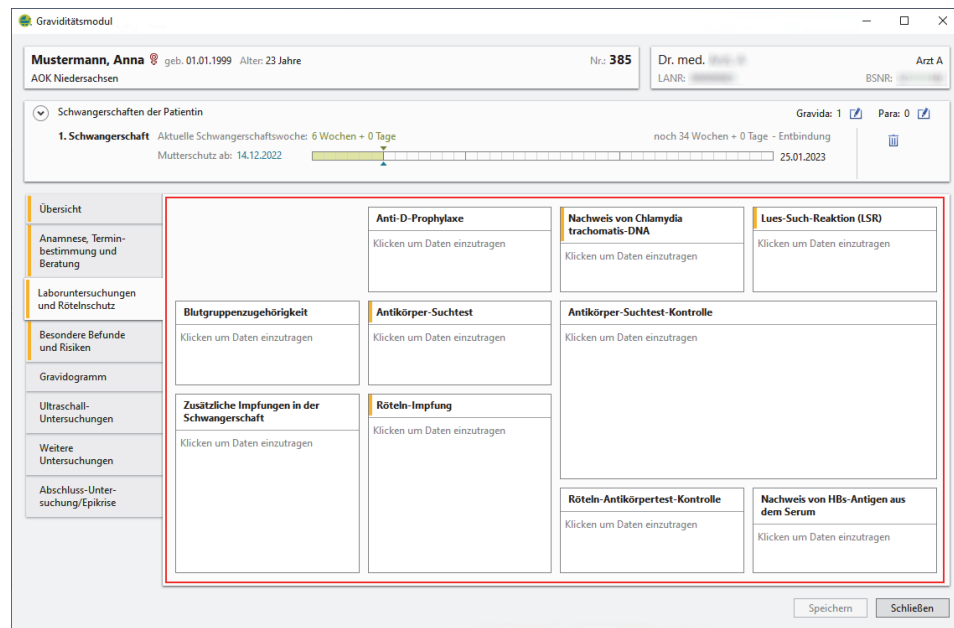 Graviditätsmodul
Mustermann, Anna geb. 01.01.1999 Alter: 23 Jahre Nr.: 385
AOK Niedersachsen
Dr. med. Arzt A
LANR: BSNR:
Schwangerschaften der Patientin Gravida: 1 Para: 0
1. Schwangerschaft Aktuelle Schwangerschaftswoche: 6 Wochen + 0 Tage noch 34 Wochen + 0 Tage - Entbindung
Mutterschutz ab: 14.12.2022 25.01.2023
Übersicht
Anamnese, Termin-
bestimmung und
Beratung
Laboruntersuchungen
und Rötelnschutz
Besondere Befunde
und Risiken
Gravidogramm
Ultraschall-
Untersuchungen
Weitere
Untersuchungen
Abschluss-Unter-
suchung/Epikrise
Anti-D-Prophylaxe
Klicken um Daten einzutragen
Nachweis von Chlamydia
trachomatis-DNA
Klicken um Daten einzutragen
Lues-Such-Reaktion (LSR)
Klicken um Daten einzutragen
Blutgruppenzugehörigkeit
Klicken um Daten einzutragen
Antikörper-Suchtest
Klicken um Daten einzutragen
Antikörper-Suchtest-Kontrolle
Klicken um Daten einzutragen
Zusätzliche Impfungen in der
Schwangerschaft
Klicken um Daten einzutragen
Röteln-Impfung
Klicken um Daten einzutragen
Röteln-Antikörpertest-Kontrolle
Klicken um Daten einzutragen
Nachweis von HBs-Antigen aus
dem Serum
Klicken um Daten einzutragen
Speichern Schließen